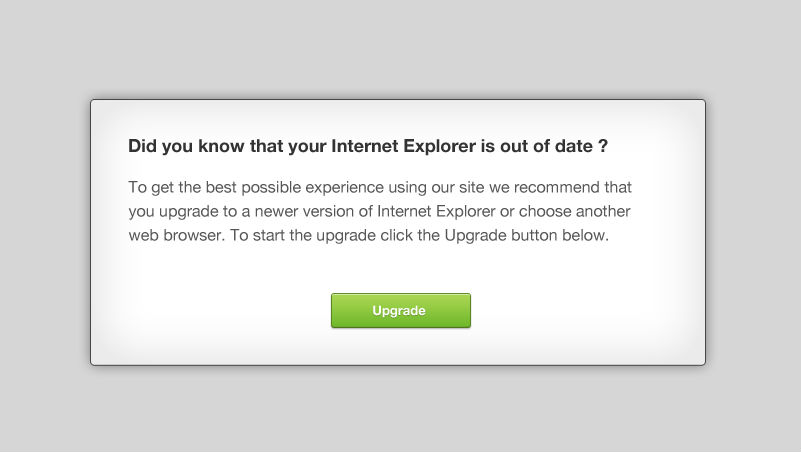 Did you know that your Internet Explorer is out of date ?
To get the best possible experience using our site we recommend that
you upgrade to a newer version of Internet Explorer or choose another
web browser. To start the upgrade click the Upgrade button below.
Upgrade